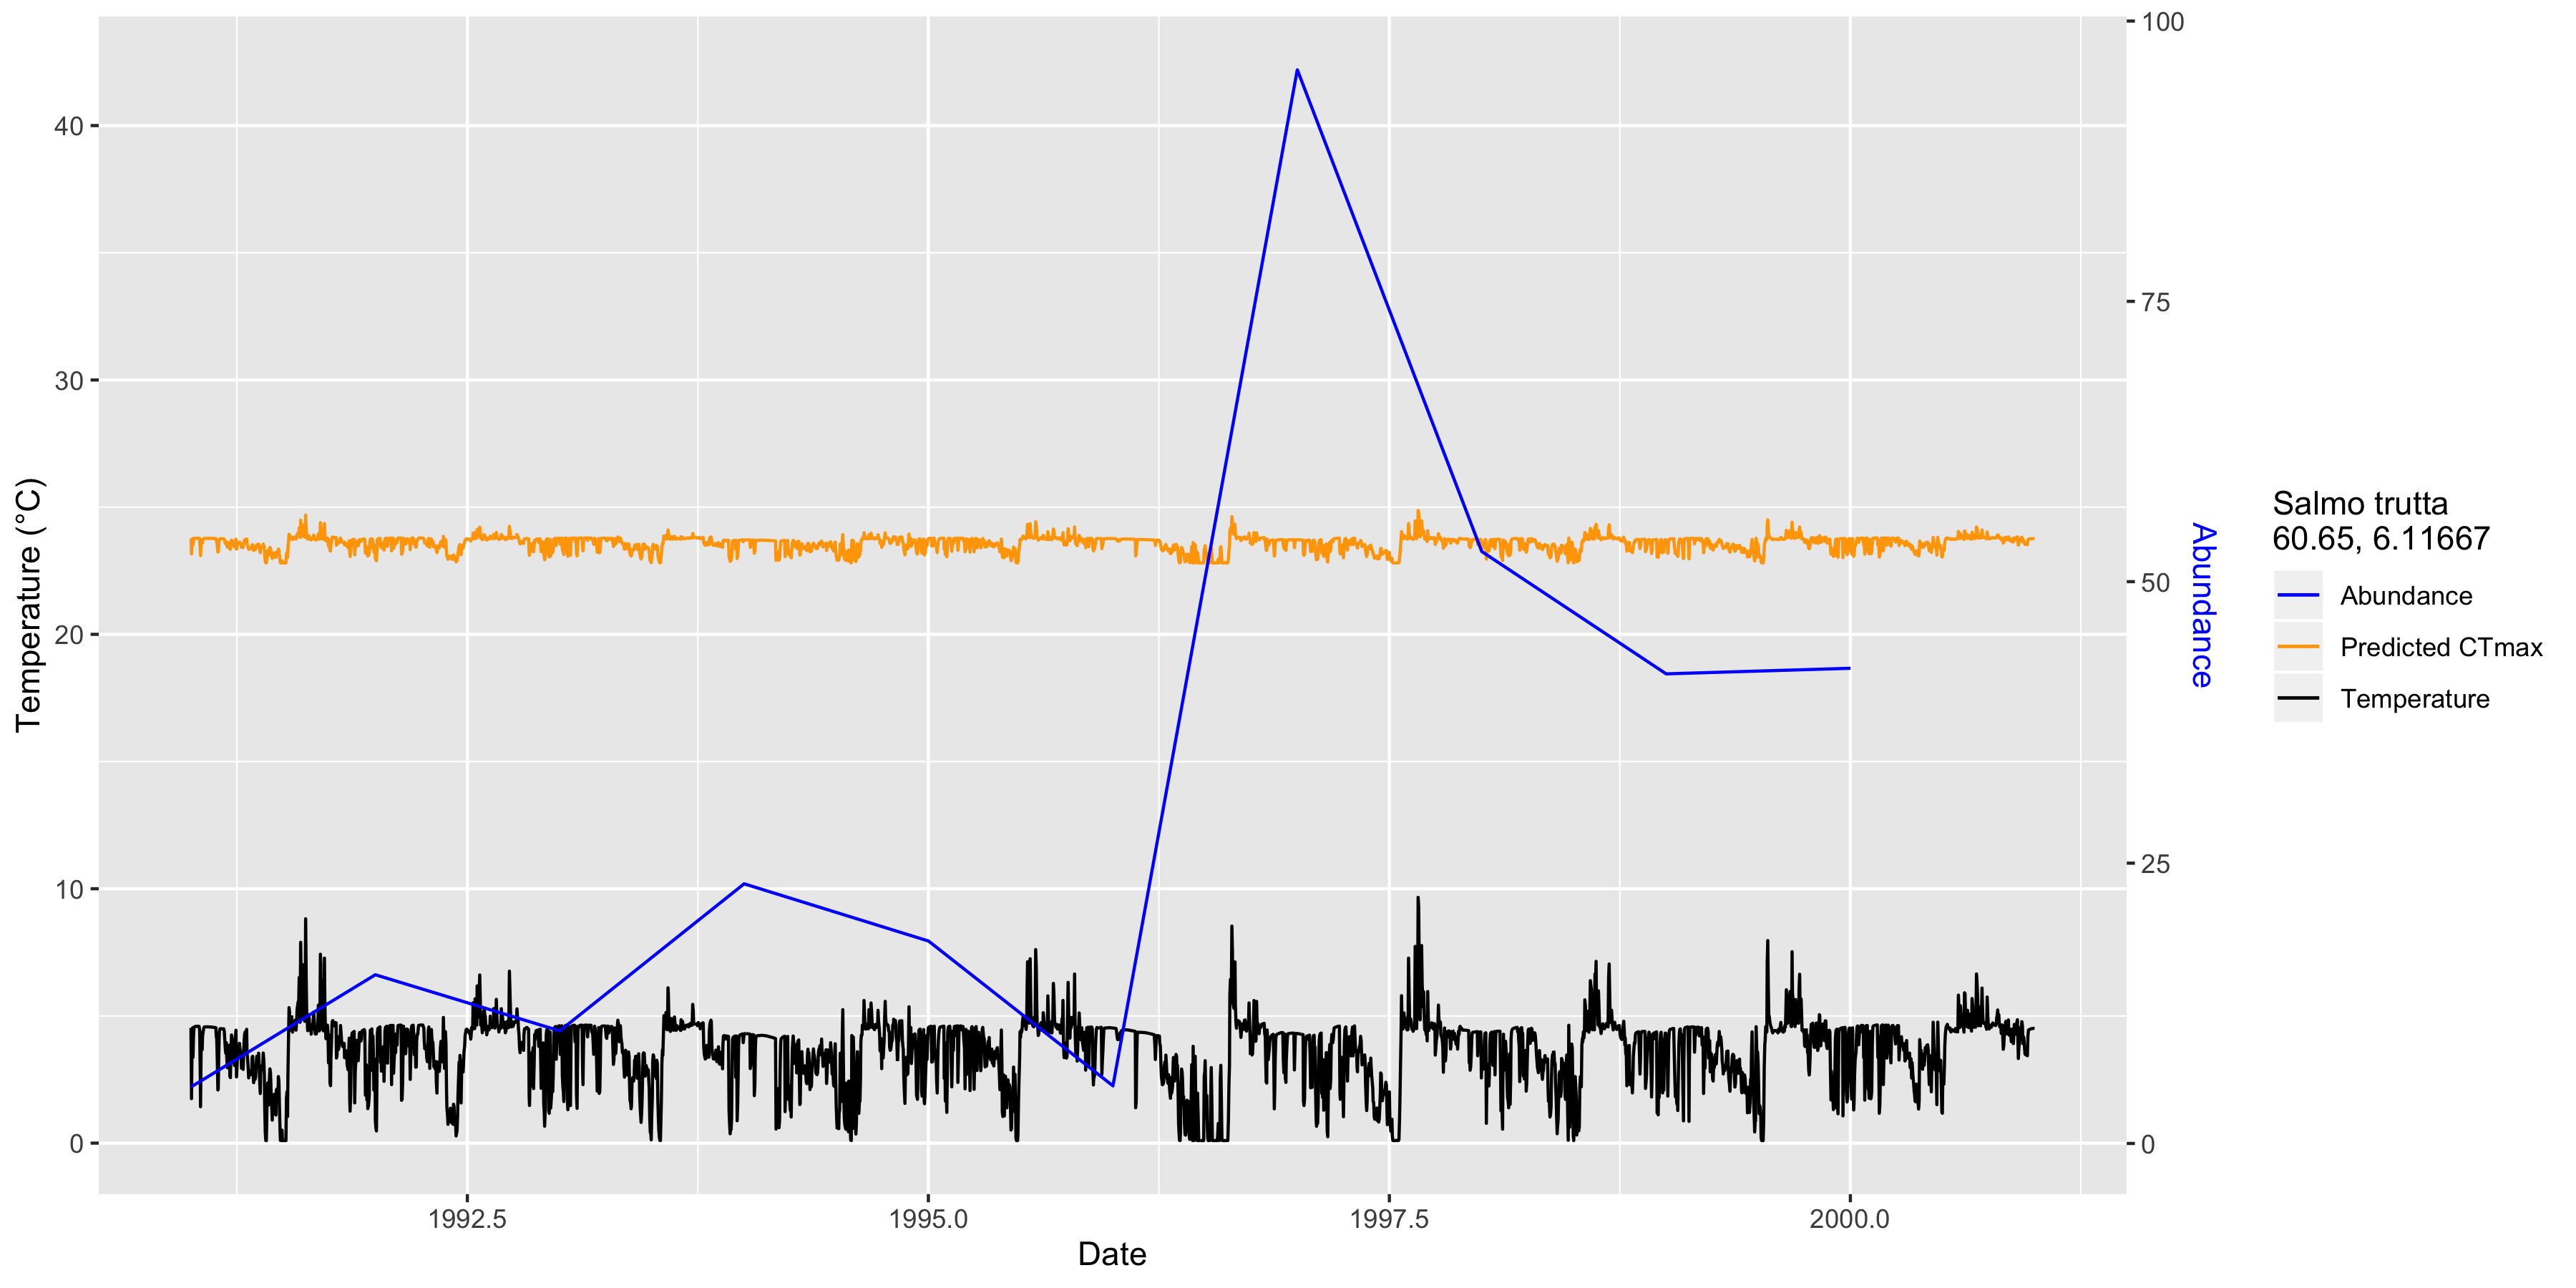 Temperature (°C)
40
30
20
10
0
1992.5
1995.0
1997.5
2000.0
Date
100
75
50
25
0
Abundance
Salmo trutta
60.65, 6.11667
Abundance
Predicted CTmax
Temperature